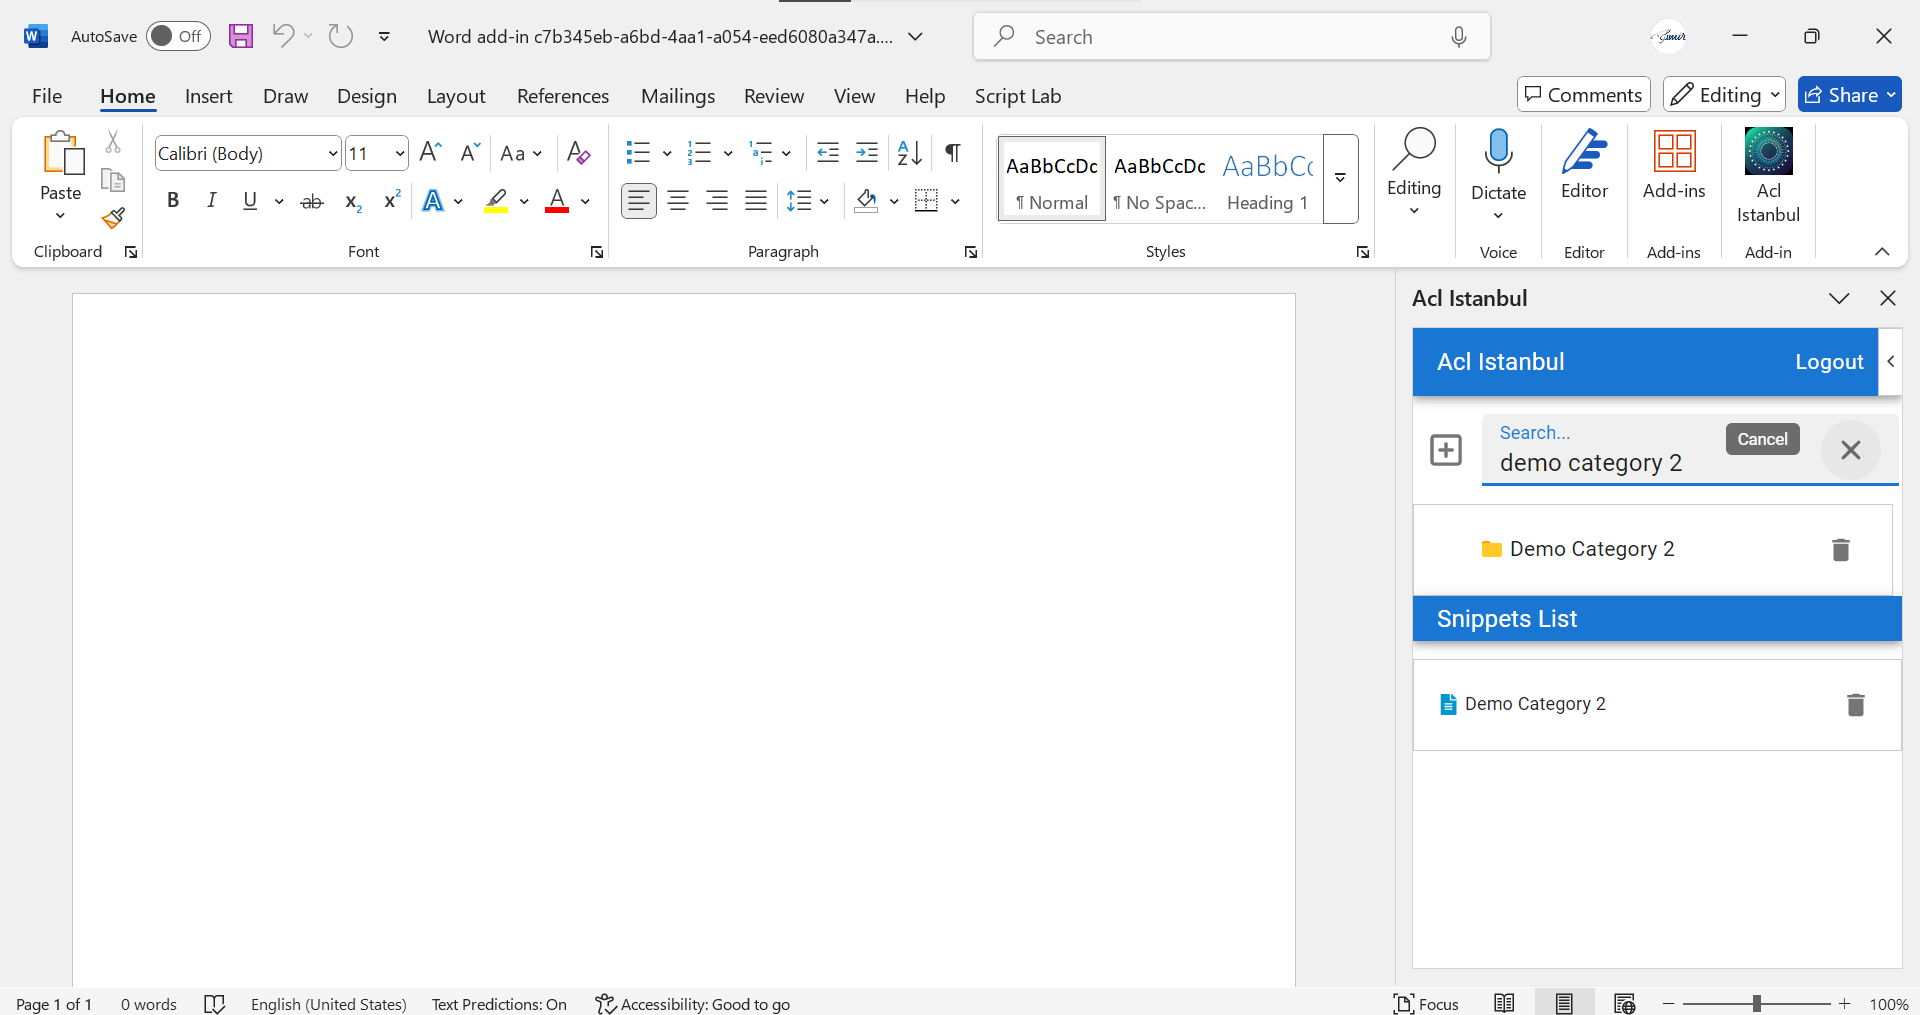 AutoSave Off Word add-in c7b345eb-a6bd-4aa1-a054-eed6080a347a.... Search
File Home Insert Draw Design Layout References Mailings Review View Help Script Lab Comments Editing Share
Paste
Clipboard
Calibri (Body) 11 Aa
B I U ab x2 x2 A A
Font
Paragraph
AaBbCcDc AaBbCcDc AaBbCc
¶ Normal ¶ No Spac... Heading 1
Styles
Editing
Dictate
Voice
Editor
Editor
Add-ins
Add-ins
Acl
Istanbul
Add-in
Acl Istanbul
Acl Istanbul Logout
Search...
demo category 2
Cancel
Demo Category 2
Snippets List
Demo Category 2
Page 1 of 1 0 words English (United States) Text Predictions: On Accessibility: Good to go Focus 100%